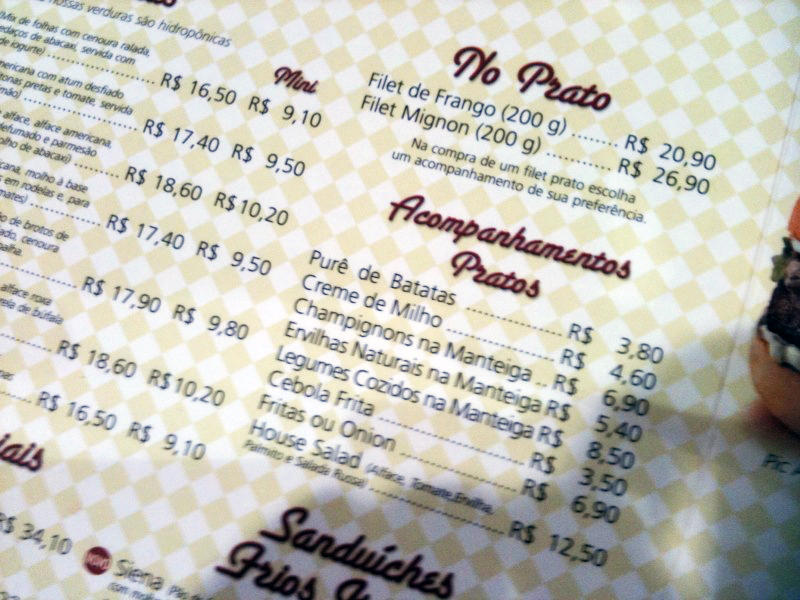 nossas verduras são hidropônicas
Mix de folhas com cenoura ralada,
pedaços de abacaxi, servida com
de iogurte) R$ 16,50 R$ 9,10
Mini
americana com atum desfiado
tonas pretas e tomate, servida
R$ 17,40 R$ 9,50
alface, alface americana,
defumado e parmesão
molho de abacaxi) R$ 18,60 R$10,20
cana, molho à base
em rodelas e, para
mates) R$ 17,40 R$ 9,50
de brotos de
cenoura
R$ 17,90 R$ 9,80
alface roxa
de búfala
R$ 18,60 R$10,20
R$ 16,50 R$ 9,10
iais
R$ 34,10
No Prato
Filet de Frango (200 g) ........ R$ 20,90
Filet Mignon (200 g) ........... R$ 26,90
Na compra de um filet prato escolha
um acompanhamento de sua preferência.
Acompanhamentos
Pratos
Purê de Batatas ................ R$ 3,80
Creme de Milho ................ R$ 4,60
Champignons na Manteiga .. R$ 6,90
Ervilhas Naturais na Manteiga R$ 5,40
Legumes Cozidos na Manteiga R$ 8,50
Cebola Frita ................ R$ 3,50
Fritas ou Onion ................ R$ 6,90
House Salad (Alface, Tomate, Ervilha,
Palmito e Salada Russa) ................ R$ 12,50
Sanduíches
Frios
Novo Siena